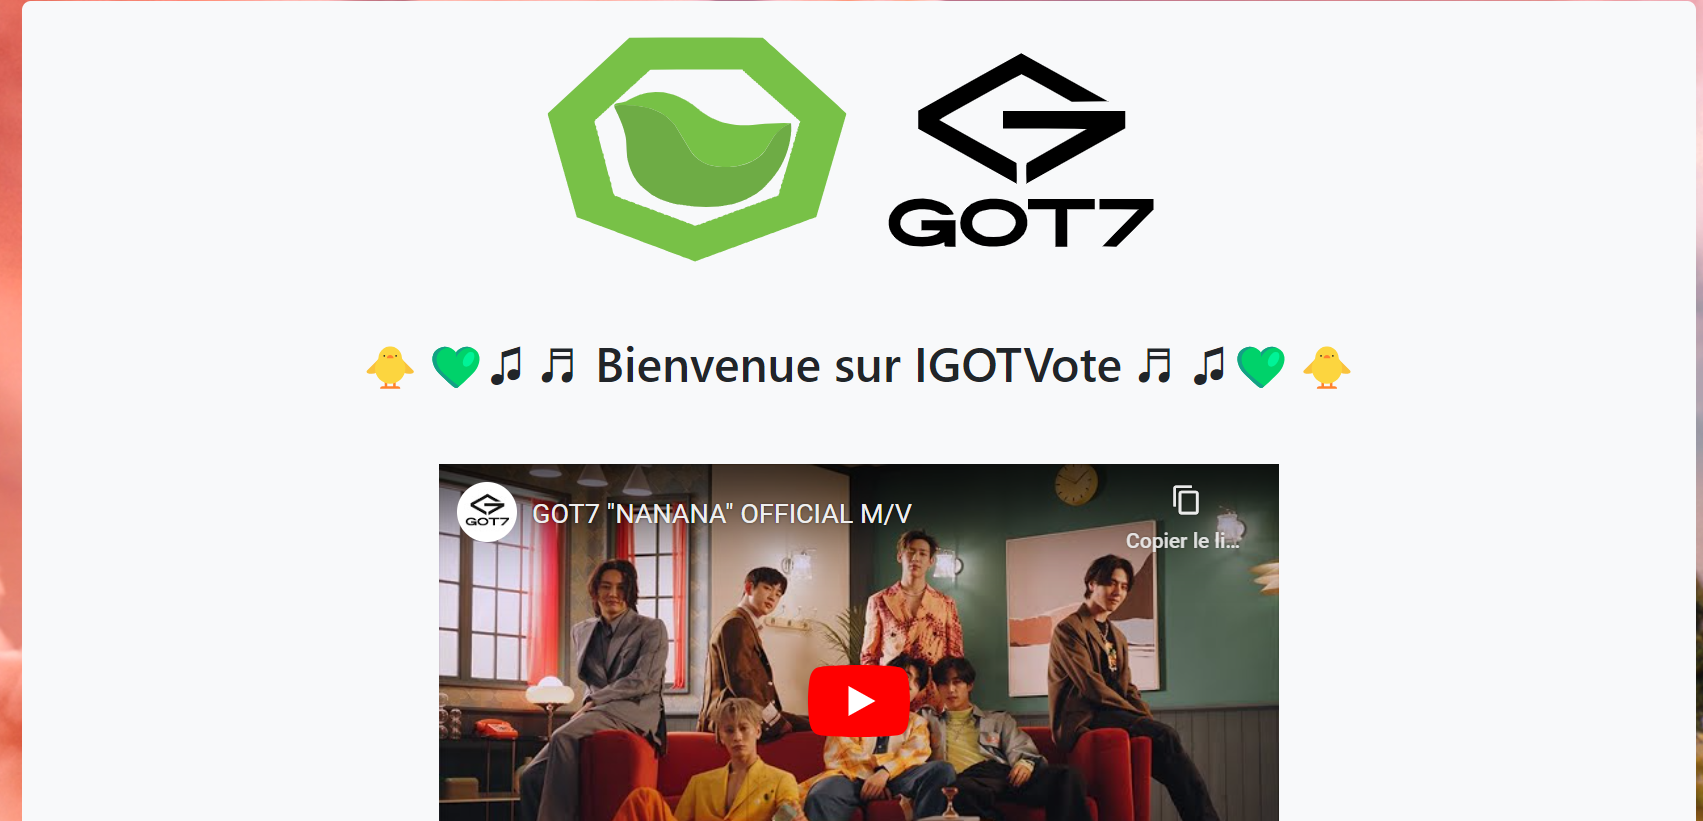 GOT7
🐥 💚♫ ♬ Bienvenue sur IGOTVote ♬ ♫💚 🐥
GOT7
GOT7 "NANANA" OFFICIAL M/V
Copier le li...